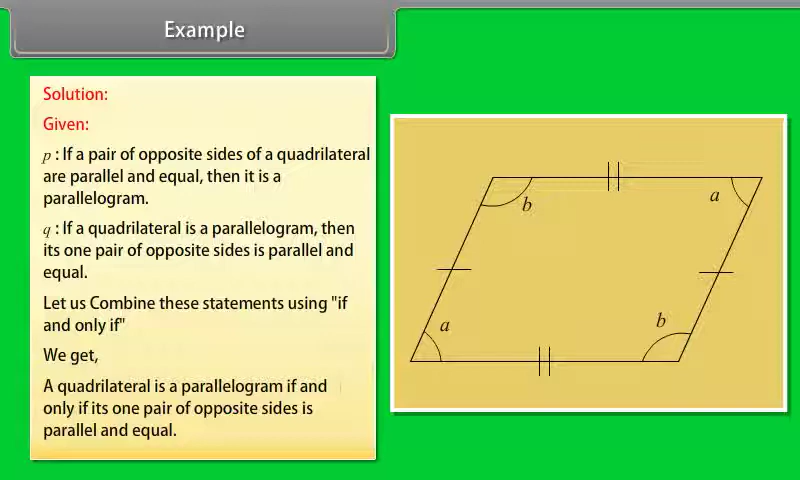 Example
Solution:
Given:
p : If a pair of opposite sides of a quadrilateral
are parallel and equal, then it is a
parallelogram.
q : If a quadrilateral is a parallelogram, then
its one pair of opposite sides is parallel and
equal.
Let us Combine these statements using "if
and only if"
We get,
A quadrilateral is a parallelogram if and
only if its one pair of opposite sides is
parallel and equal.
b
a
a
b